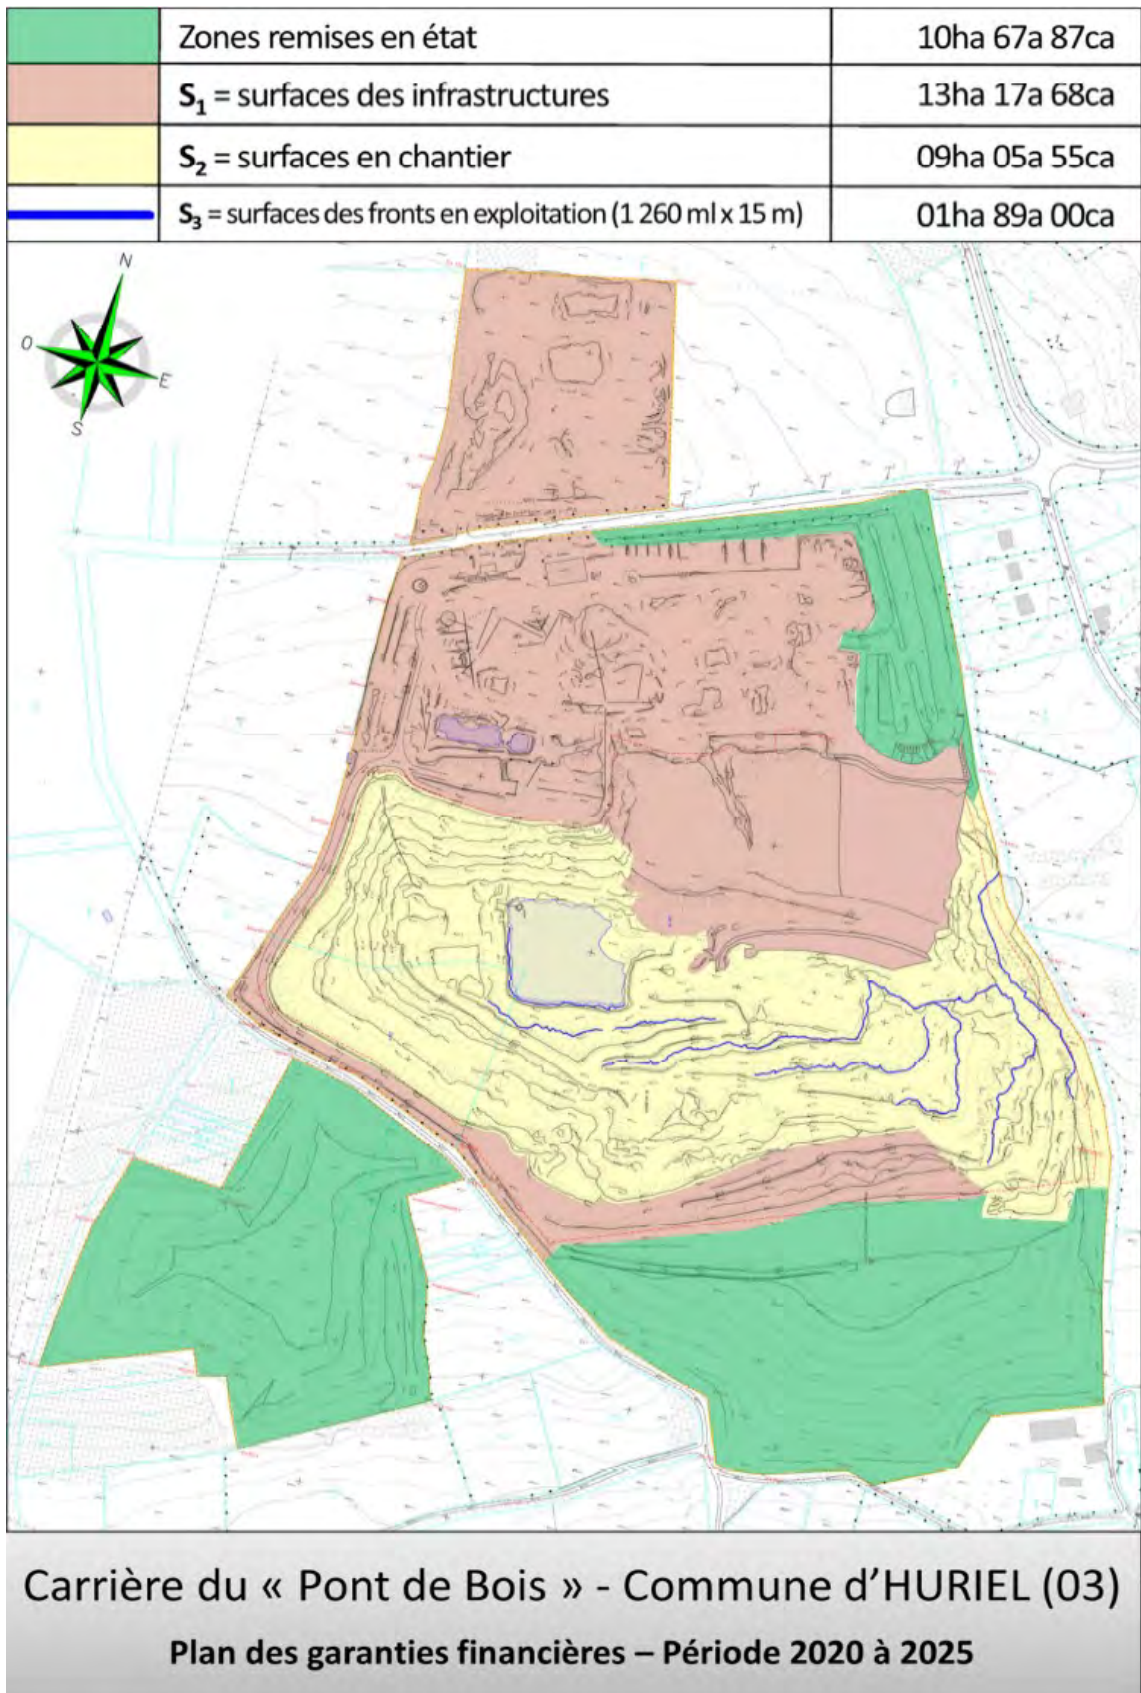 Zones remises en état 10ha 67a 87ca
S1 = surfaces des infrastructures 13ha 17a 68ca
S2 = surfaces en chantier 09ha 05a 55ca
S3 = surfaces des fronts en exploitation (1 260 ml x 15 m) 01ha 89a 00ca
N
O
E
S
Carrière du « Pont de Bois » - Commune d’HURIEL (03)
Plan des garanties financières – Période 2020 à 2025